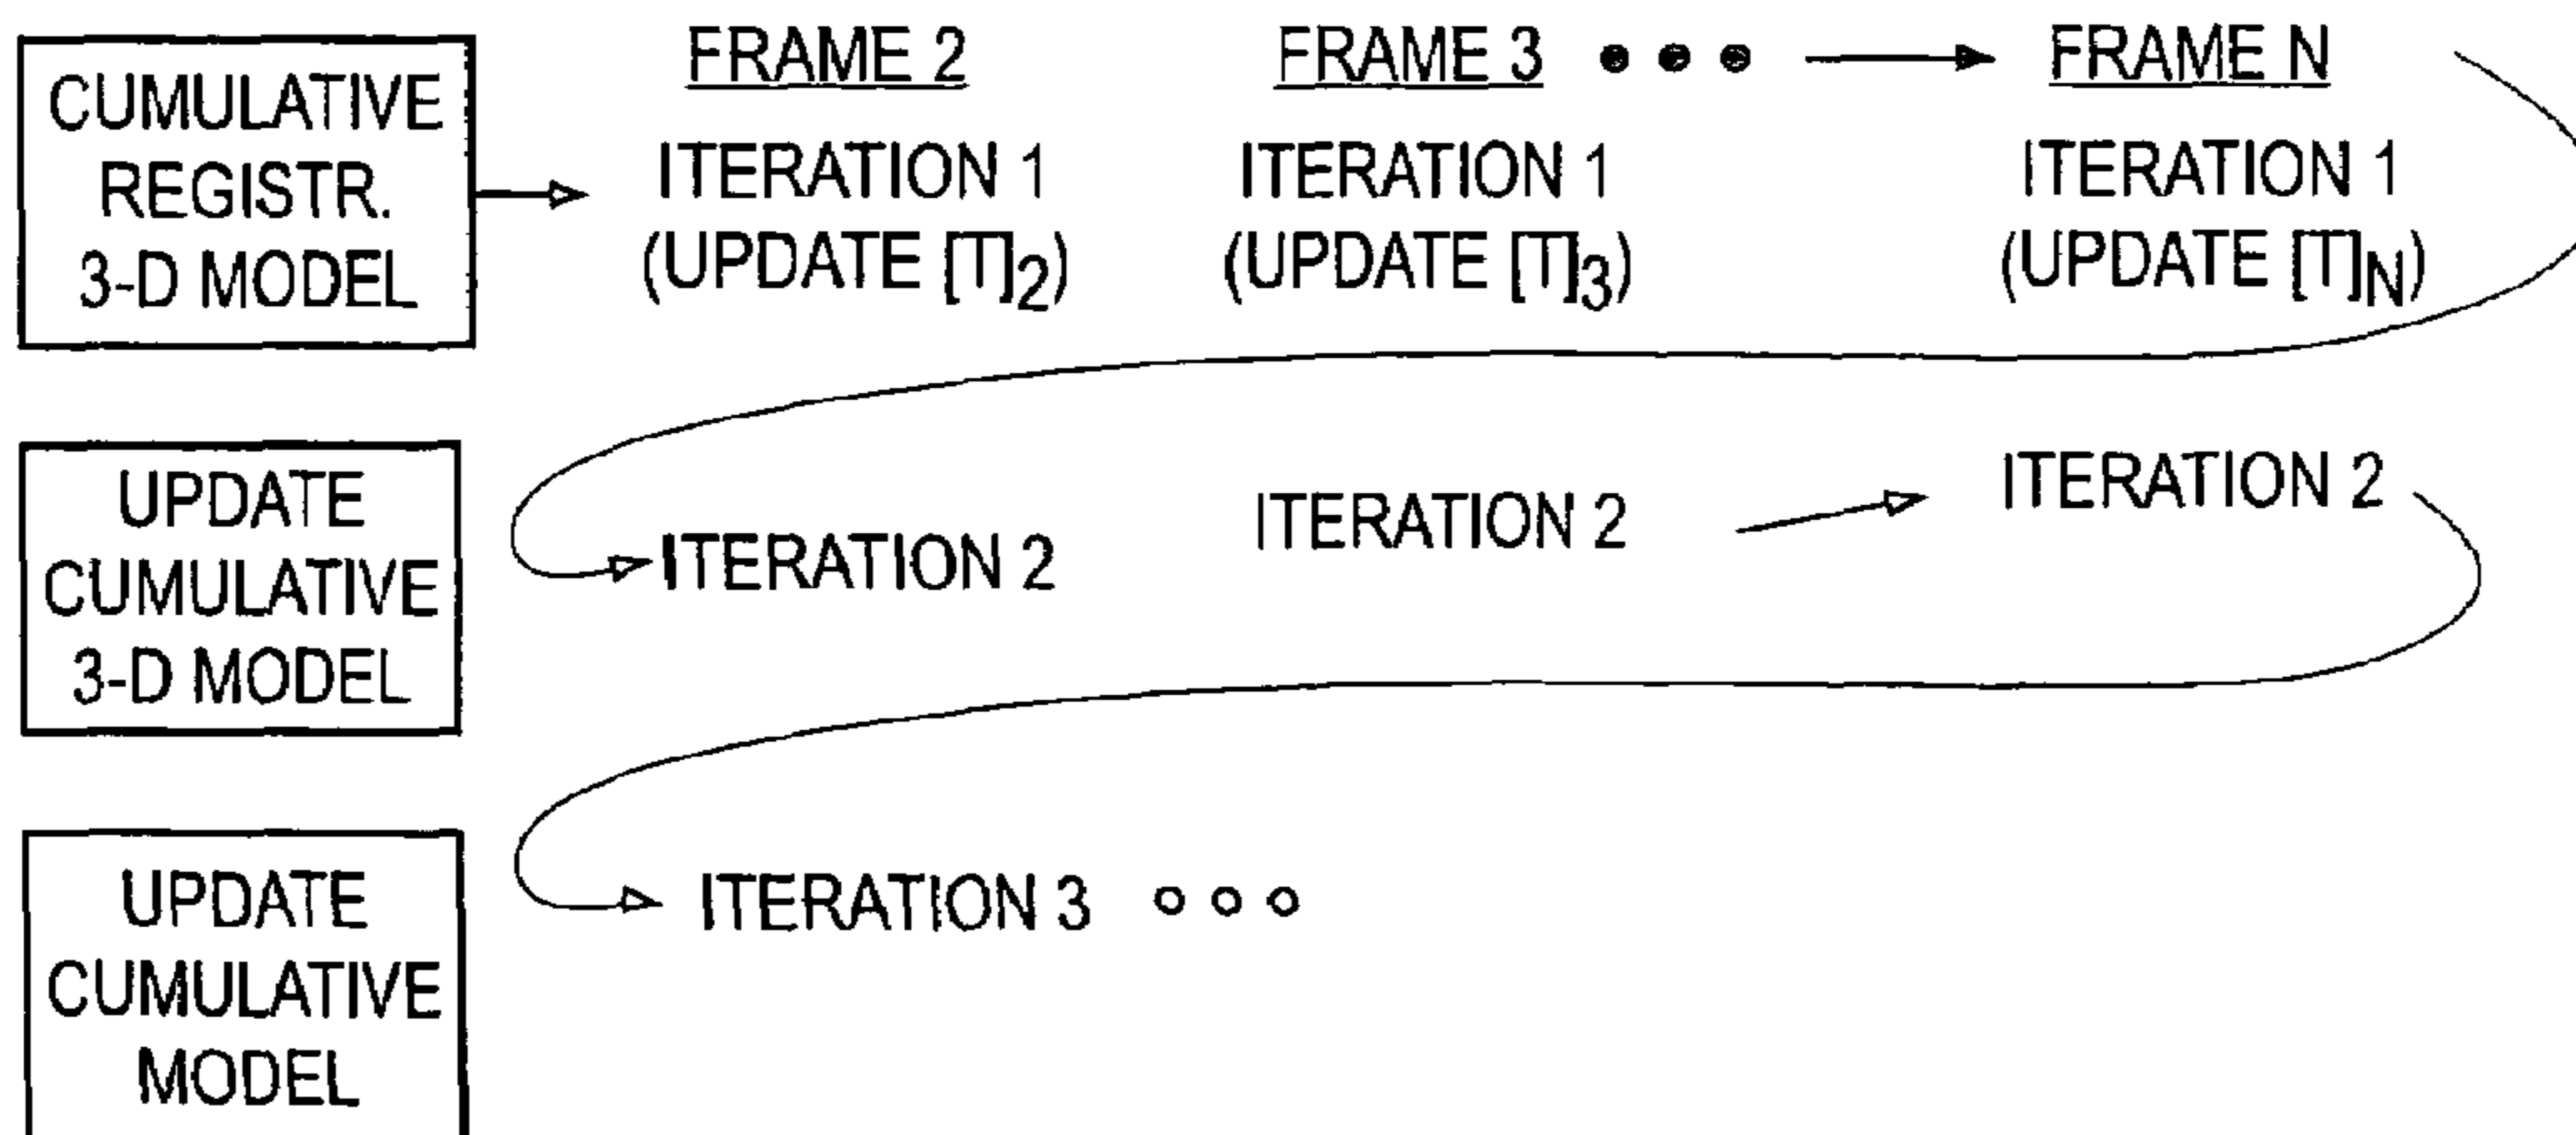 CUMULATIVE
REGISTR.
3-D MODEL
FRAME 2
ITERATION 1
(UPDATE [T]2)
FRAME 3
ITERATION 1
(UPDATE [T]3)
FRAME N
ITERATION 1
(UPDATE [T]N)
UPDATE
CUMULATIVE
3-D MODEL
ITERATION 2
ITERATION 2
ITERATION 2
UPDATE
CUMULATIVE
MODEL
ITERATION 3